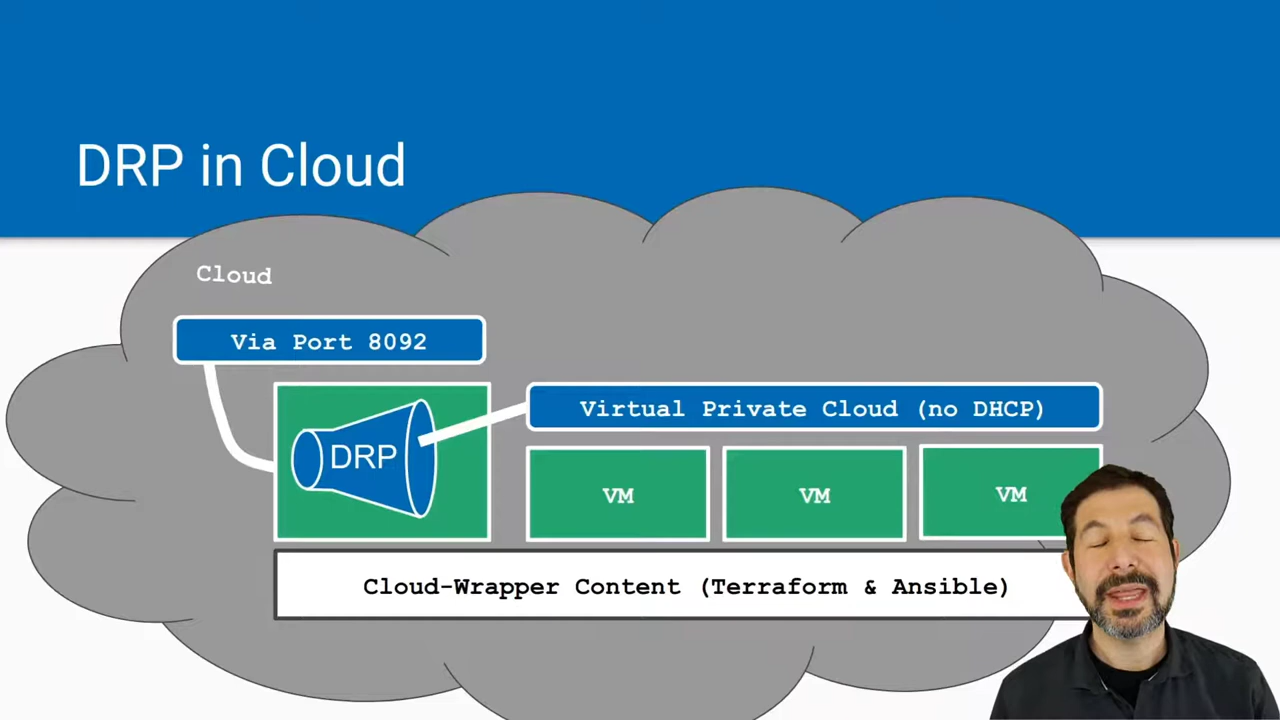 DRP in Cloud
Cloud
Via Port 8092
Virtual Private Cloud (no DHCP)
DRP
VM
VM
VM
Cloud-Wrapper Content (Terraform & Ansible)